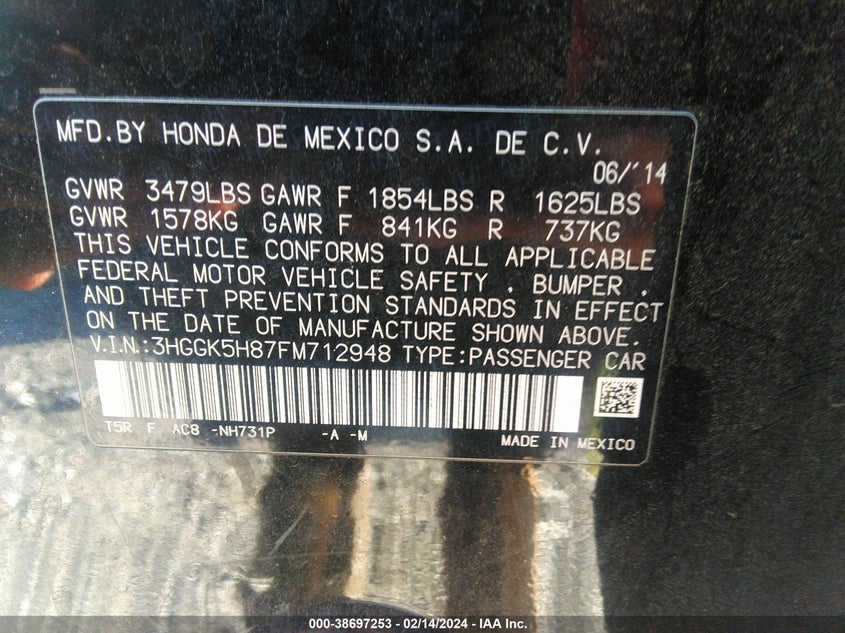 MFD.BY HONDA DE MEXICO S.A. DE C.V.
06/'14
GVWR 3479LBS GAWR F 1854LBS R 1625LBS
GVWR 1578KG GAWR F 841KG R 737KG
THIS VEHICLE CONFORMS TO ALL APPLICABLE
FEDERAL MOTOR VEHICLE SAFETY , BUMPER ,
AND THEFT PREVENTION STANDARDS IN EFFECT
ON THE DATE OF MANUFACTURE SHOWN ABOVE.
V.I.N.:3HGGK5H87FM712948 TYPE:PASSENGER CAR
T5R F AC8 -NH731P -A -M
MADE IN MEXICO
000-38697253 - 02/14/2024 - IAA Inc.